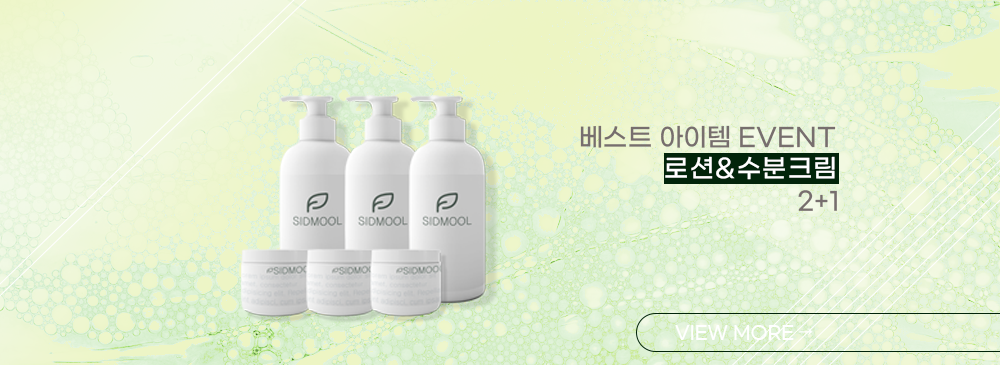 베스트 아이템 EVENT
로션&수분크림
2+1
SIDMOOL
SIDMOOL
SIDMOOL
SIDMOOL
SIDMOOL
SIDMOOL
VIEW MORE